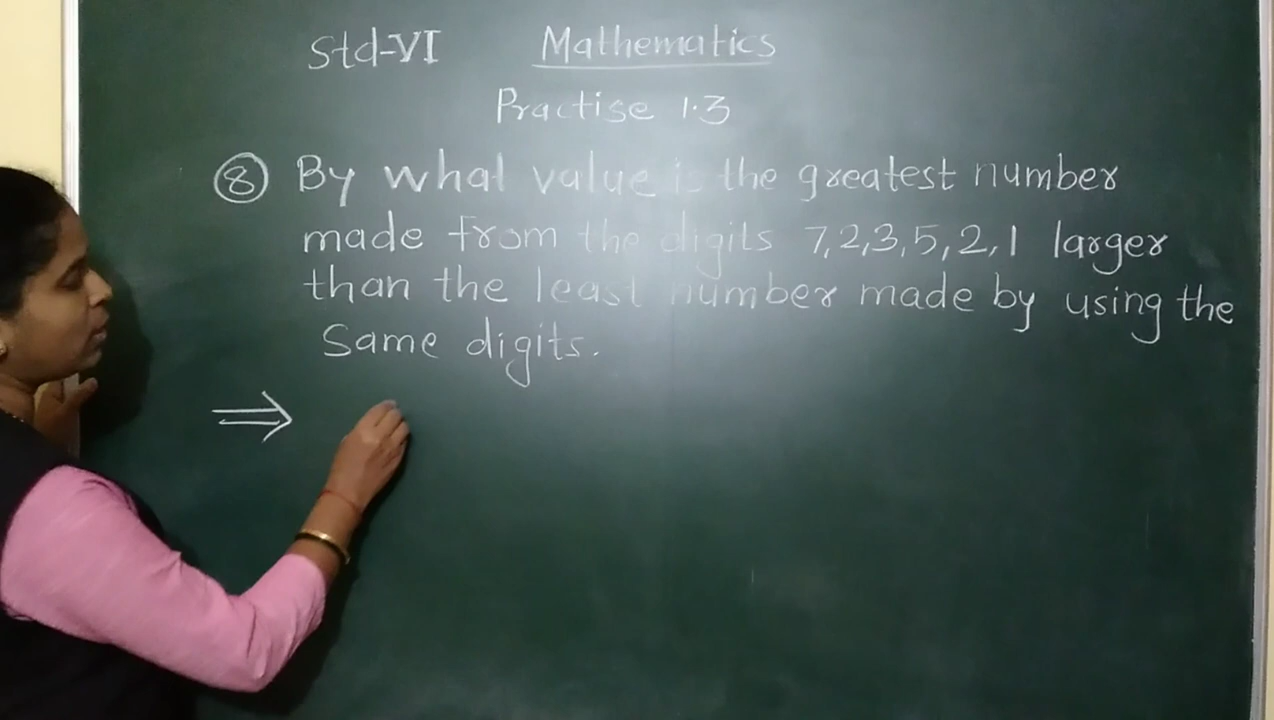 Std-VI Mathematics
Practise 1.3
8 By what value is the greatest number
made from the digits 7,2,3,5,2,1 larger
than the least number made by using the
Same digits.
⇒